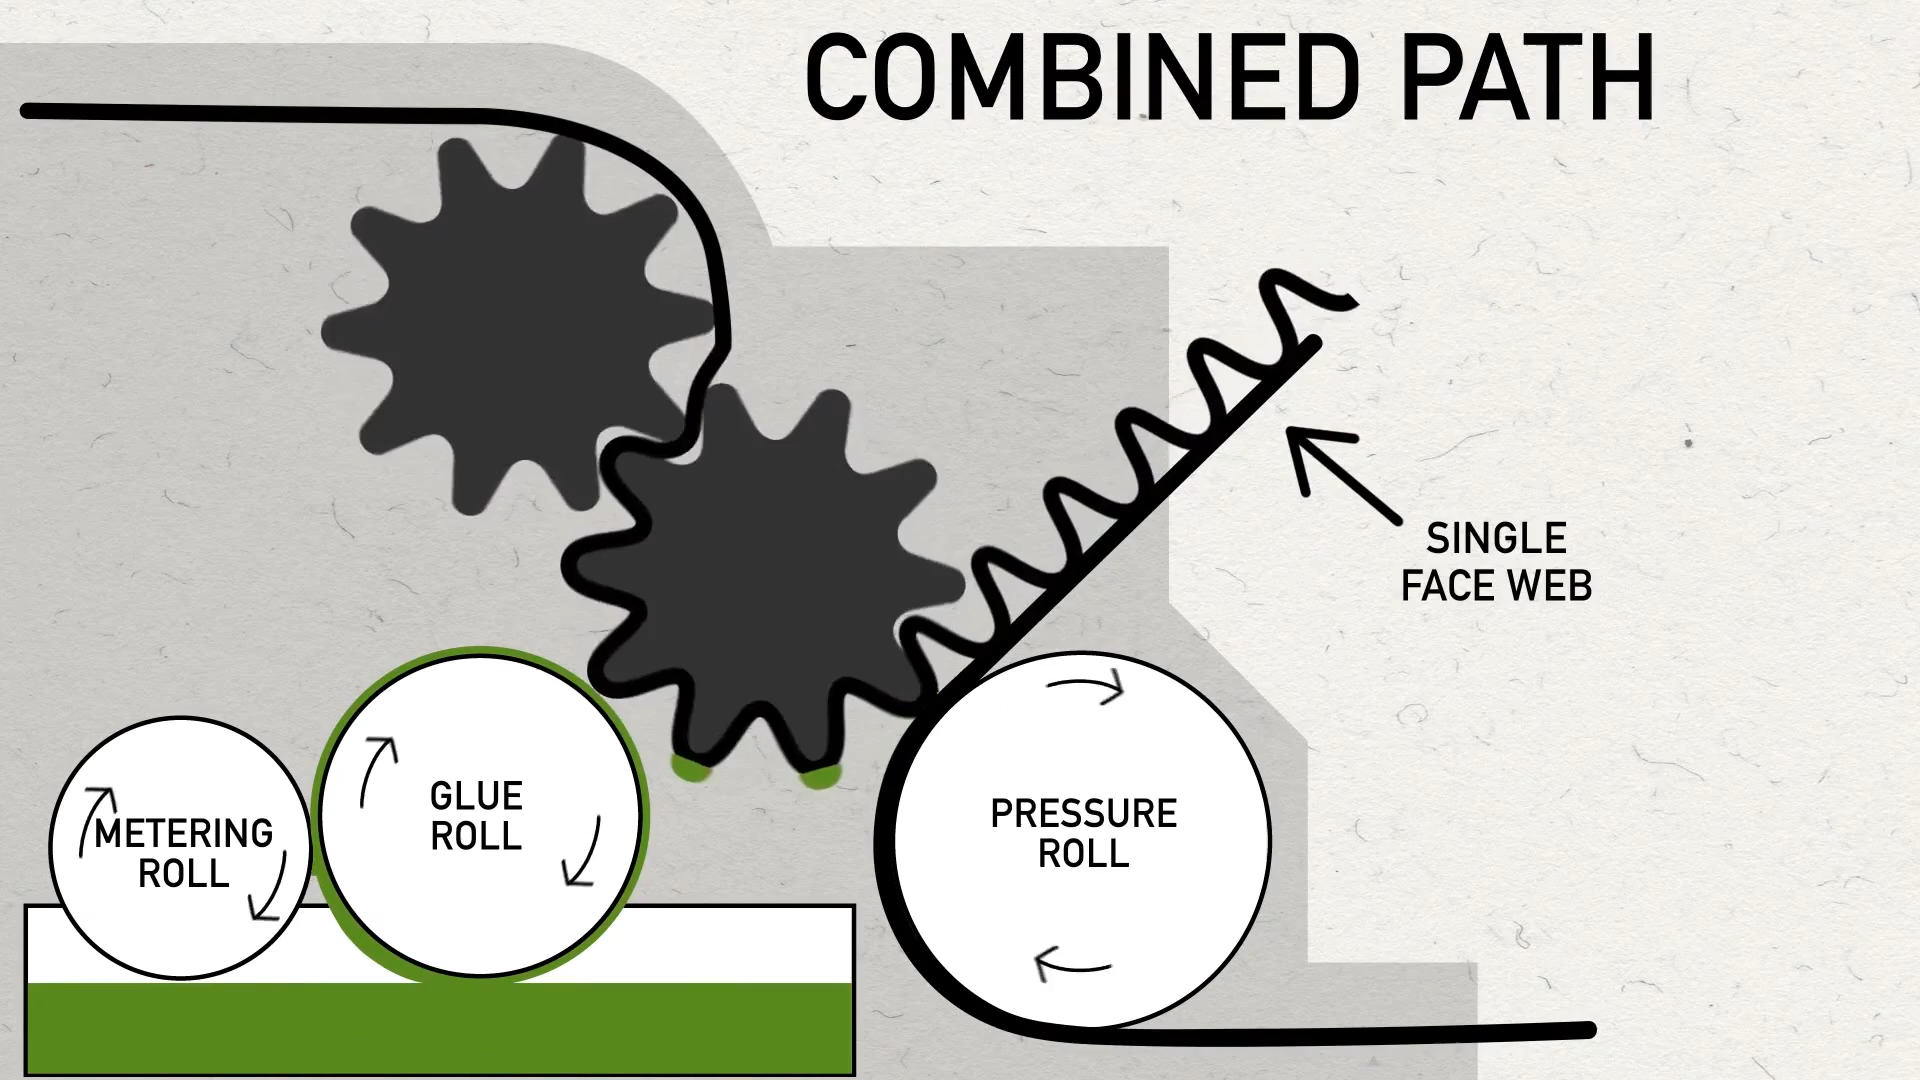 COMBINED PATH
SINGLE
FACE WEB
GLUE
ROLL
METERING
ROLL
PRESSURE
ROLL